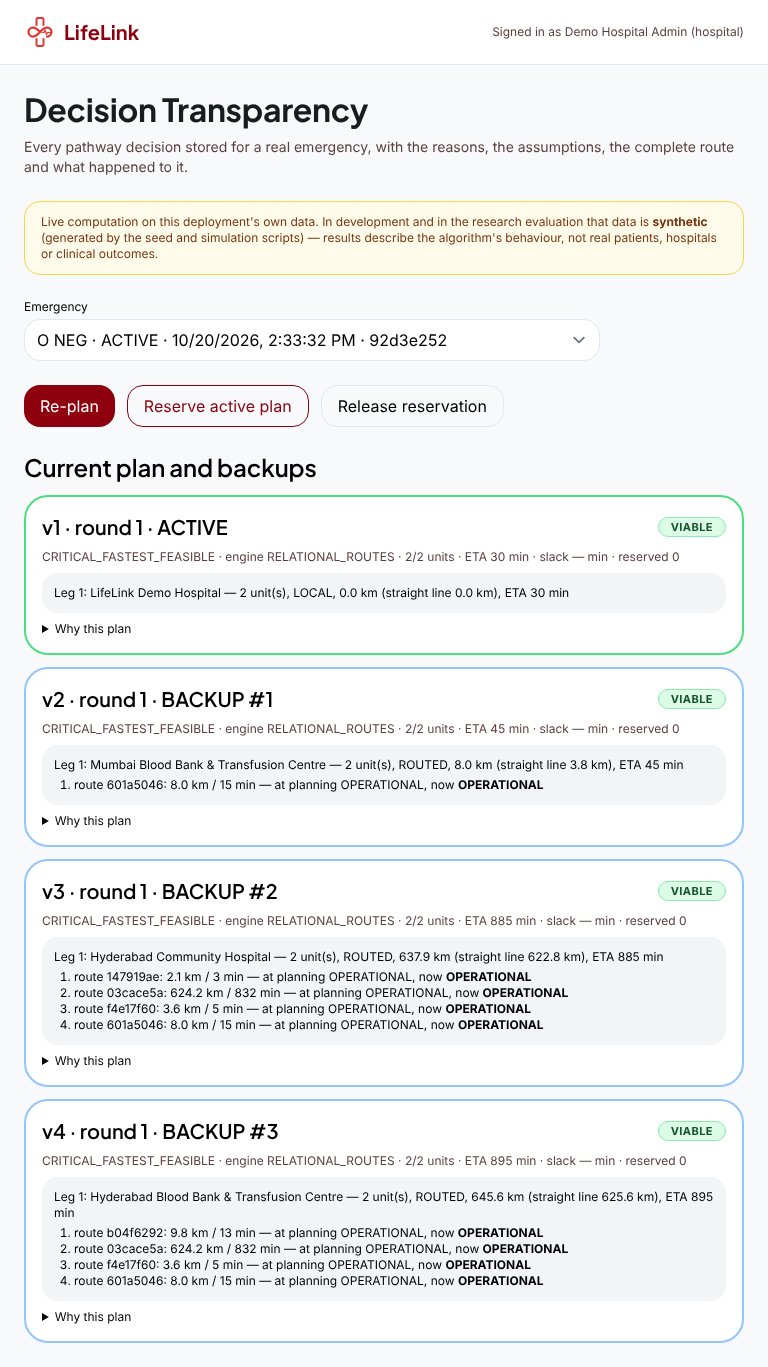 LifeLink
Signed in as Demo Hospital Admin (hospital)
Decision Transparency
Every pathway decision stored for a real emergency, with the reasons, the assumptions, the complete route
and what happened to it.
Live computation on this deployment's own data. In development and in the research evaluation that data is synthetic
(generated by the seed and simulation scripts) — results describe the algorithm's behaviour, not real patients, hospitals
or clinical outcomes.
Emergency
O NEG · ACTIVE · 10/20/2026, 2:33:32 PM · 92d3e252
Re-plan
Reserve active plan
Release reservation
Current plan and backups
v1 · round 1 · ACTIVE
VIABLE
CRITICAL_FASTEST_FEASIBLE · engine RELATIONAL_ROUTES · 2/2 units · ETA 30 min · slack — min · reserved 0
Leg 1: LifeLink Demo Hospital — 2 unit(s), LOCAL, 0.0 km (straight line 0.0 km), ETA 30 min
Why this plan
v2 · round 1 · BACKUP #1
VIABLE
CRITICAL_FASTEST_FEASIBLE · engine RELATIONAL_ROUTES · 2/2 units · ETA 45 min · slack — min · reserved 0
Leg 1: Mumbai Blood Bank & Transfusion Centre — 2 unit(s), ROUTED, 8.0 km (straight line 3.8 km), ETA 45 min
1. route 601a5046: 8.0 km / 15 min — at planning OPERATIONAL, now OPERATIONAL
Why this plan
v3 · round 1 · BACKUP #2
VIABLE
CRITICAL_FASTEST_FEASIBLE · engine RELATIONAL_ROUTES · 2/2 units · ETA 885 min · slack — min · reserved 0
Leg 1: Hyderabad Community Hospital — 2 unit(s), ROUTED, 637.9 km (straight line 622.8 km), ETA 885 min
1. route 147919ae: 2.1 km / 3 min — at planning OPERATIONAL, now OPERATIONAL
2. route 03cace5a: 624.2 km / 832 min — at planning OPERATIONAL, now OPERATIONAL
3. route f4e17f60: 3.6 km / 5 min — at planning OPERATIONAL, now OPERATIONAL
4. route 601a5046: 8.0 km / 15 min — at planning OPERATIONAL, now OPERATIONAL
Why this plan
v4 · round 1 · BACKUP #3
VIABLE
CRITICAL_FASTEST_FEASIBLE · engine RELATIONAL_ROUTES · 2/2 units · ETA 895 min · slack — min · reserved 0
Leg 1: Hyderabad Blood Bank & Transfusion Centre — 2 unit(s), ROUTED, 645.6 km (straight line 625.6 km), ETA 895
min
1. route b04f6292: 9.8 km / 13 min — at planning OPERATIONAL, now OPERATIONAL
2. route 03cace5a: 624.2 km / 832 min — at planning OPERATIONAL, now OPERATIONAL
3. route f4e17f60: 3.6 km / 5 min — at planning OPERATIONAL, now OPERATIONAL
4. route 601a5046: 8.0 km / 15 min — at planning OPERATIONAL, now OPERATIONAL
Why this plan